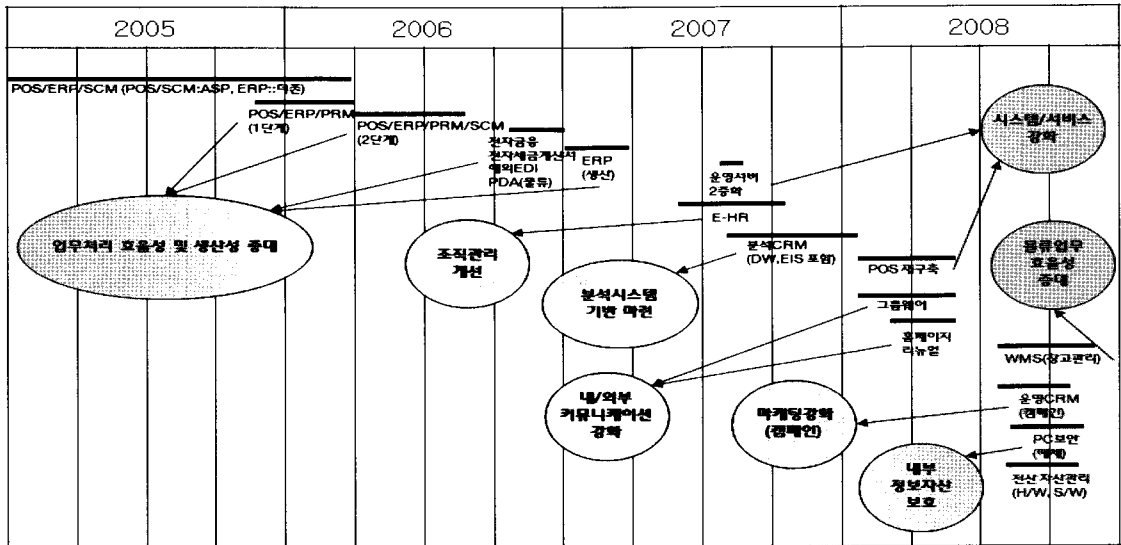 2005
2006
2007
2008
POS/ERP/SCM (POS/SCM:ASP, ERP::더존)
POS/ERP/PRM
(1단계)
POS/ERP/PRM/SCM
(2단계)
전자금융
전자세금계산서
해외EDI
PDA(물류)
ERP
(생산)
운영서버
2중화
시스템/서비스
강화
업무처리 효율성 및 생산성 증대
E-HR
조직관리
개선
분석CRM
(DW,EIS 포함)
물류업무
효율성
증대
POS 재구축
분석시스템
기반 마련
그룹웨어
홈페이지
리뉴얼
WMS(창고관리)
내/외부
커뮤니케이션
강화
마케팅강화
(캠페인)
운영CRM
(캠페인)
PC보안
(매체)
내부
정보자산
보호
전산 자산관리
(H/W, S/W)